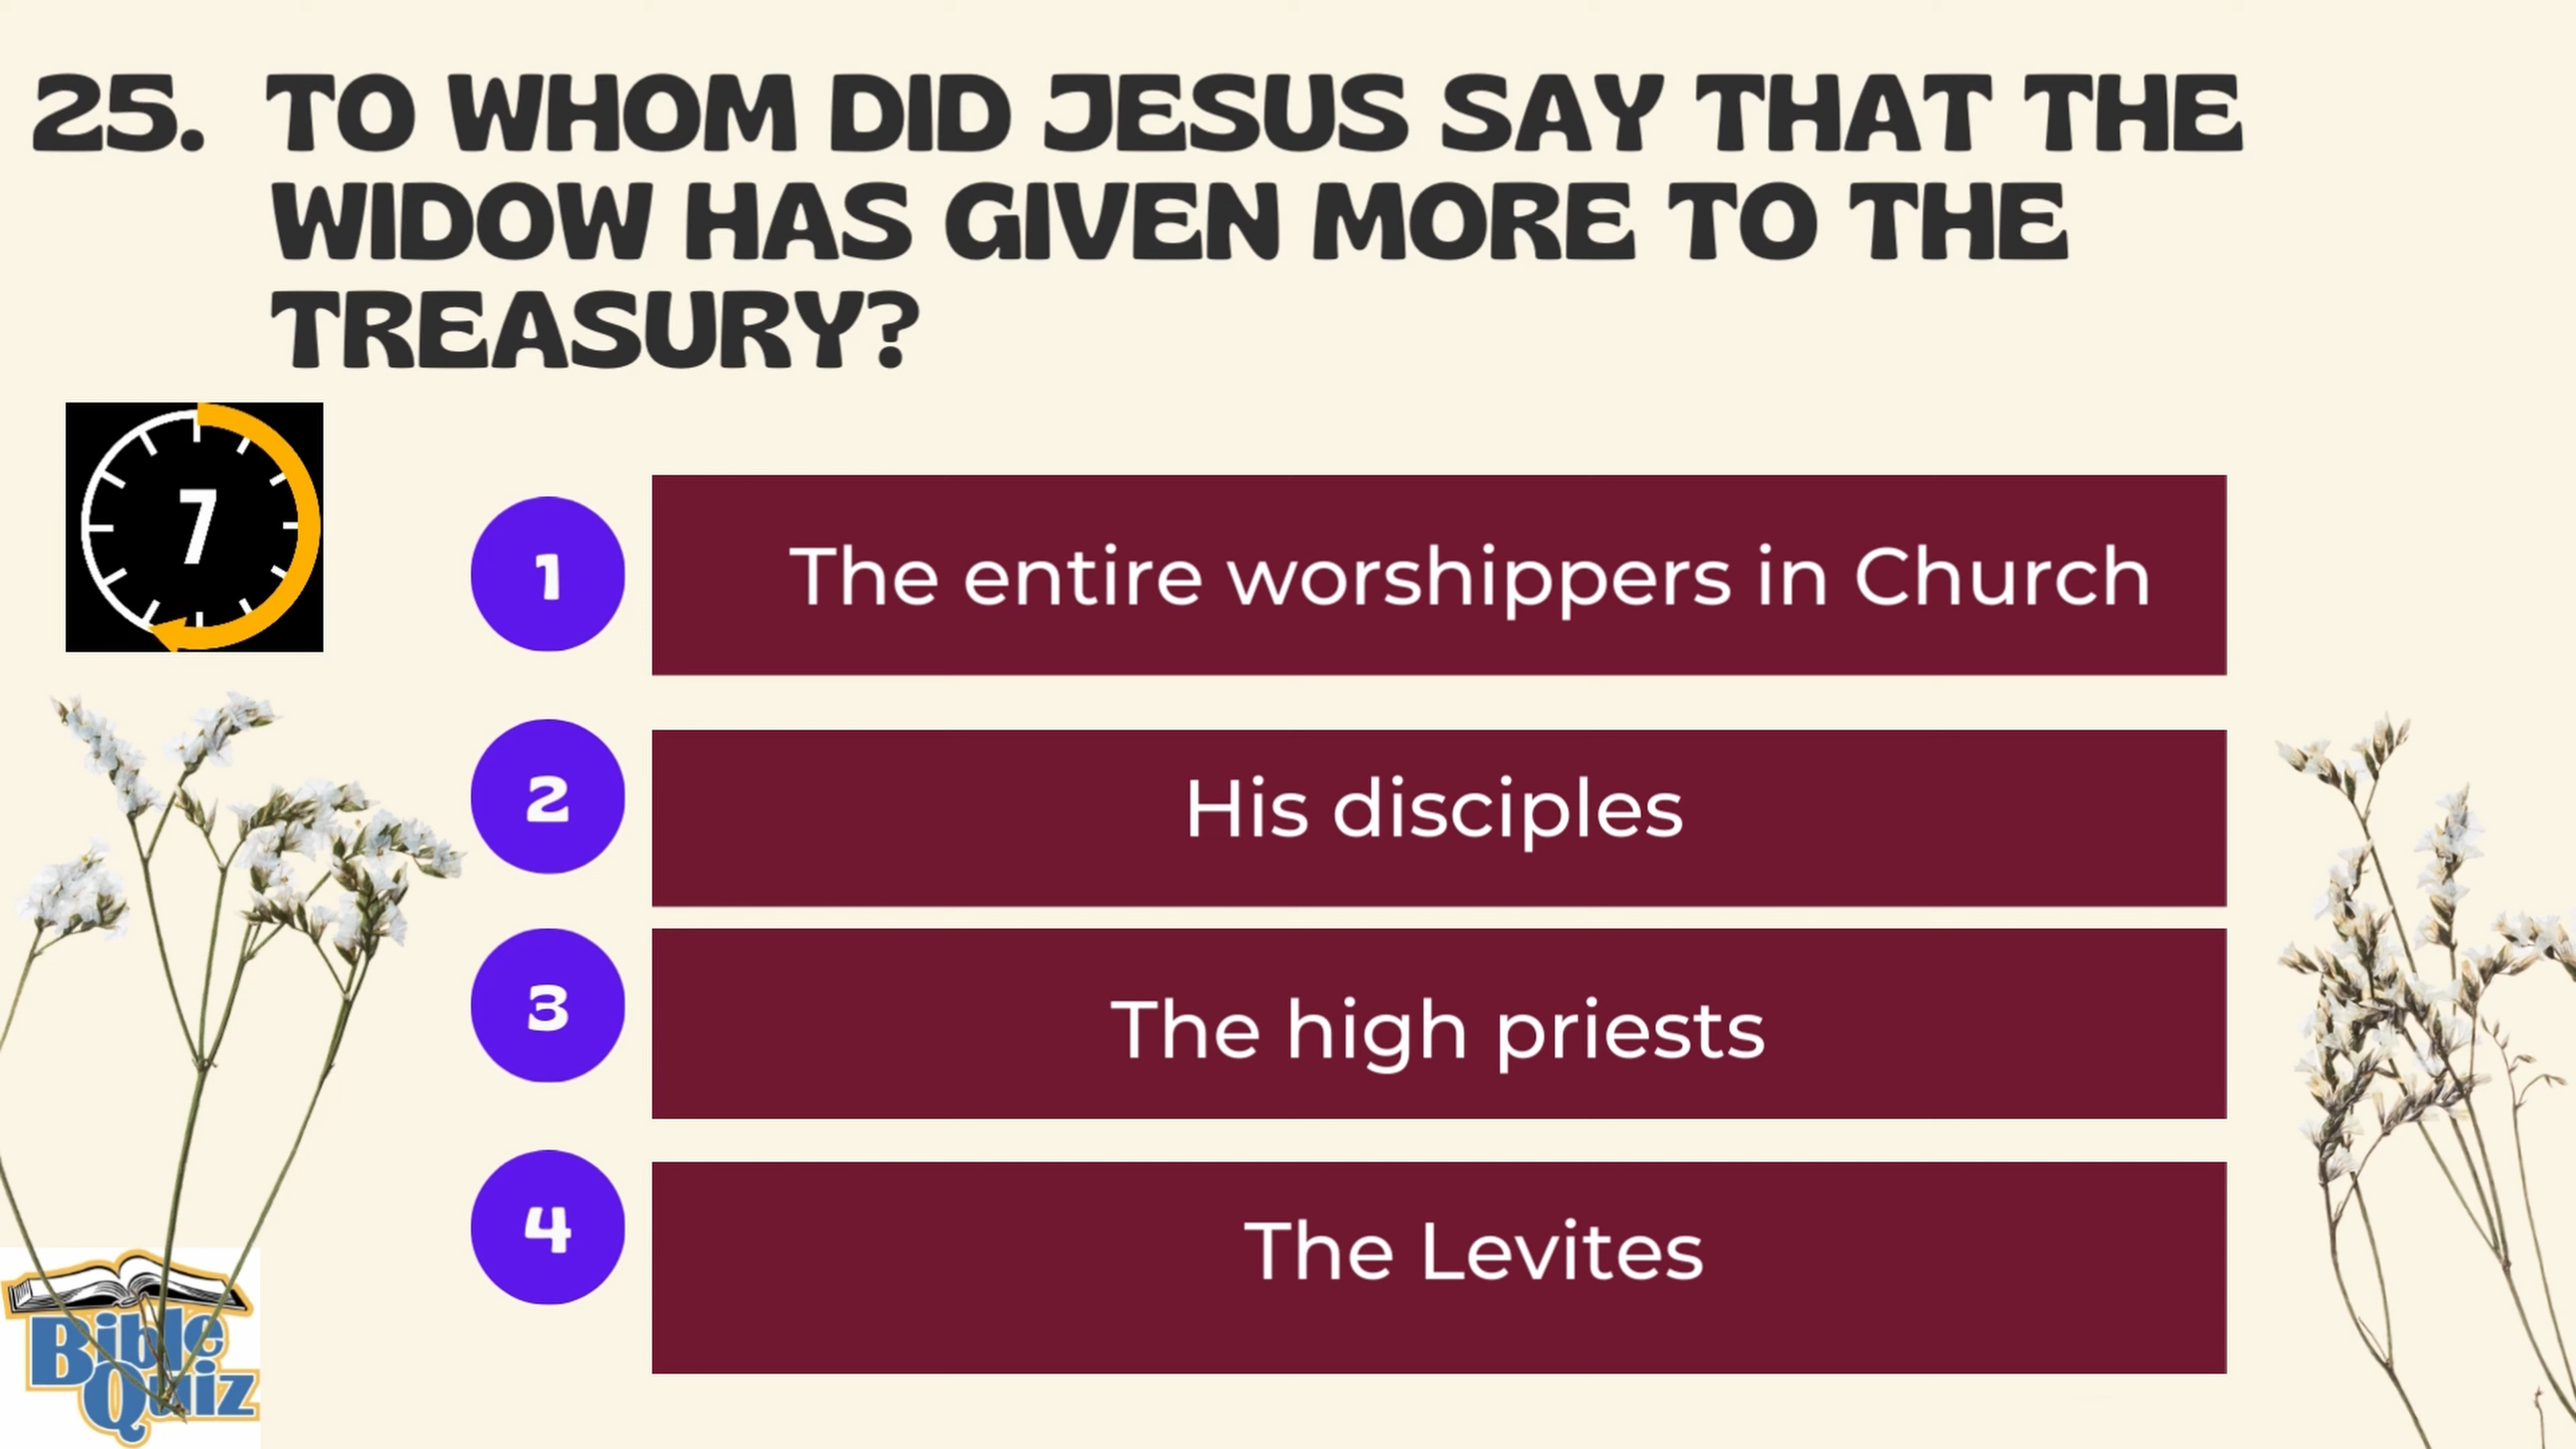 25. TO WHOM DID JESUS SAY THAT THE
WIDOW HAS GIVEN MORE TO THE
TREASURY?
7
1
The entire worshippers in Church
2
His disciples
3
The high priests
4
The Levites
Bible
Quiz